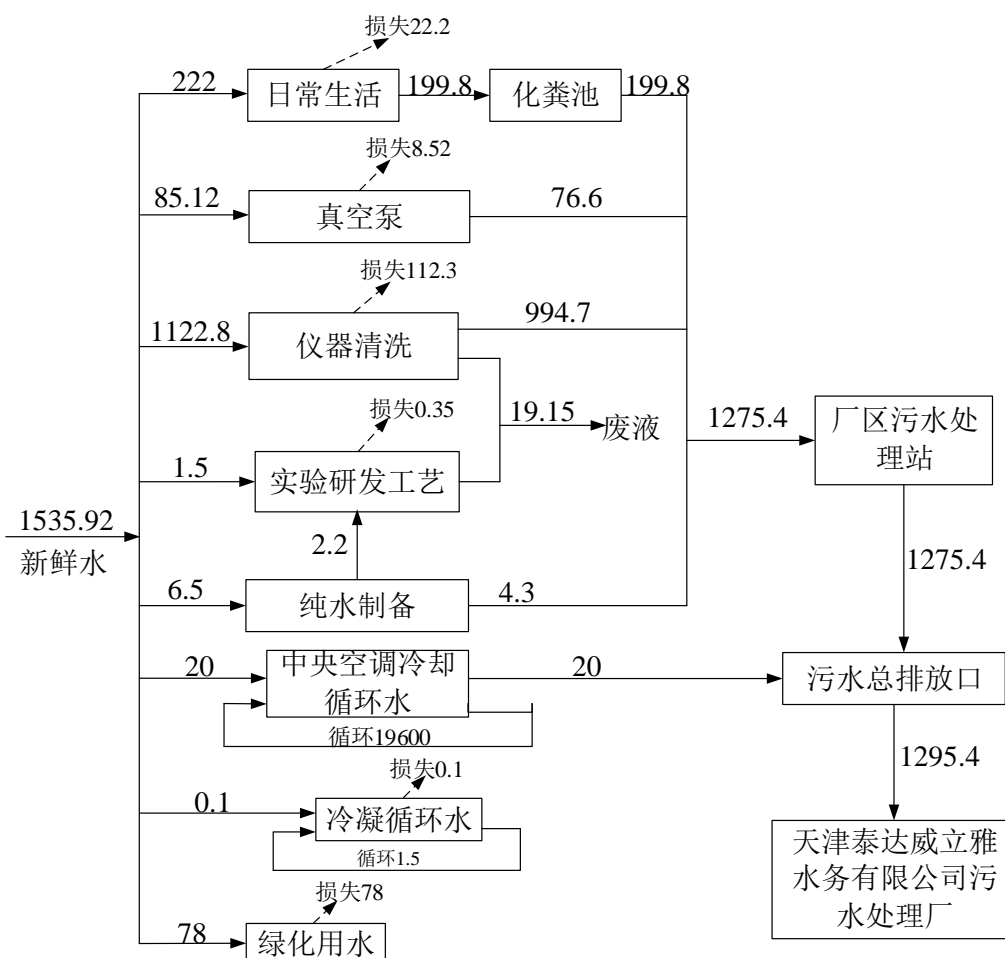 损失22.2
222
日常生活
199.8
化粪池
199.8
损失8.52
85.12
真空泵
76.6
损失112.3
1122.8
仪器清洗
994.7
损失0.35
19.15
废液
1275.4
厂区污水处
理站
1.5
实验研发工艺
1535.92
新鲜水
2.2
1275.4
6.5
纯水制备
4.3
20
中央空调冷却
循环水
20
污水总排放口
循环19600
1295.4
损失0.1
0.1
冷凝循环水
循环1.5
天津泰达威立雅
水务有限公司污
水处理厂
损失78
78
绿化用水